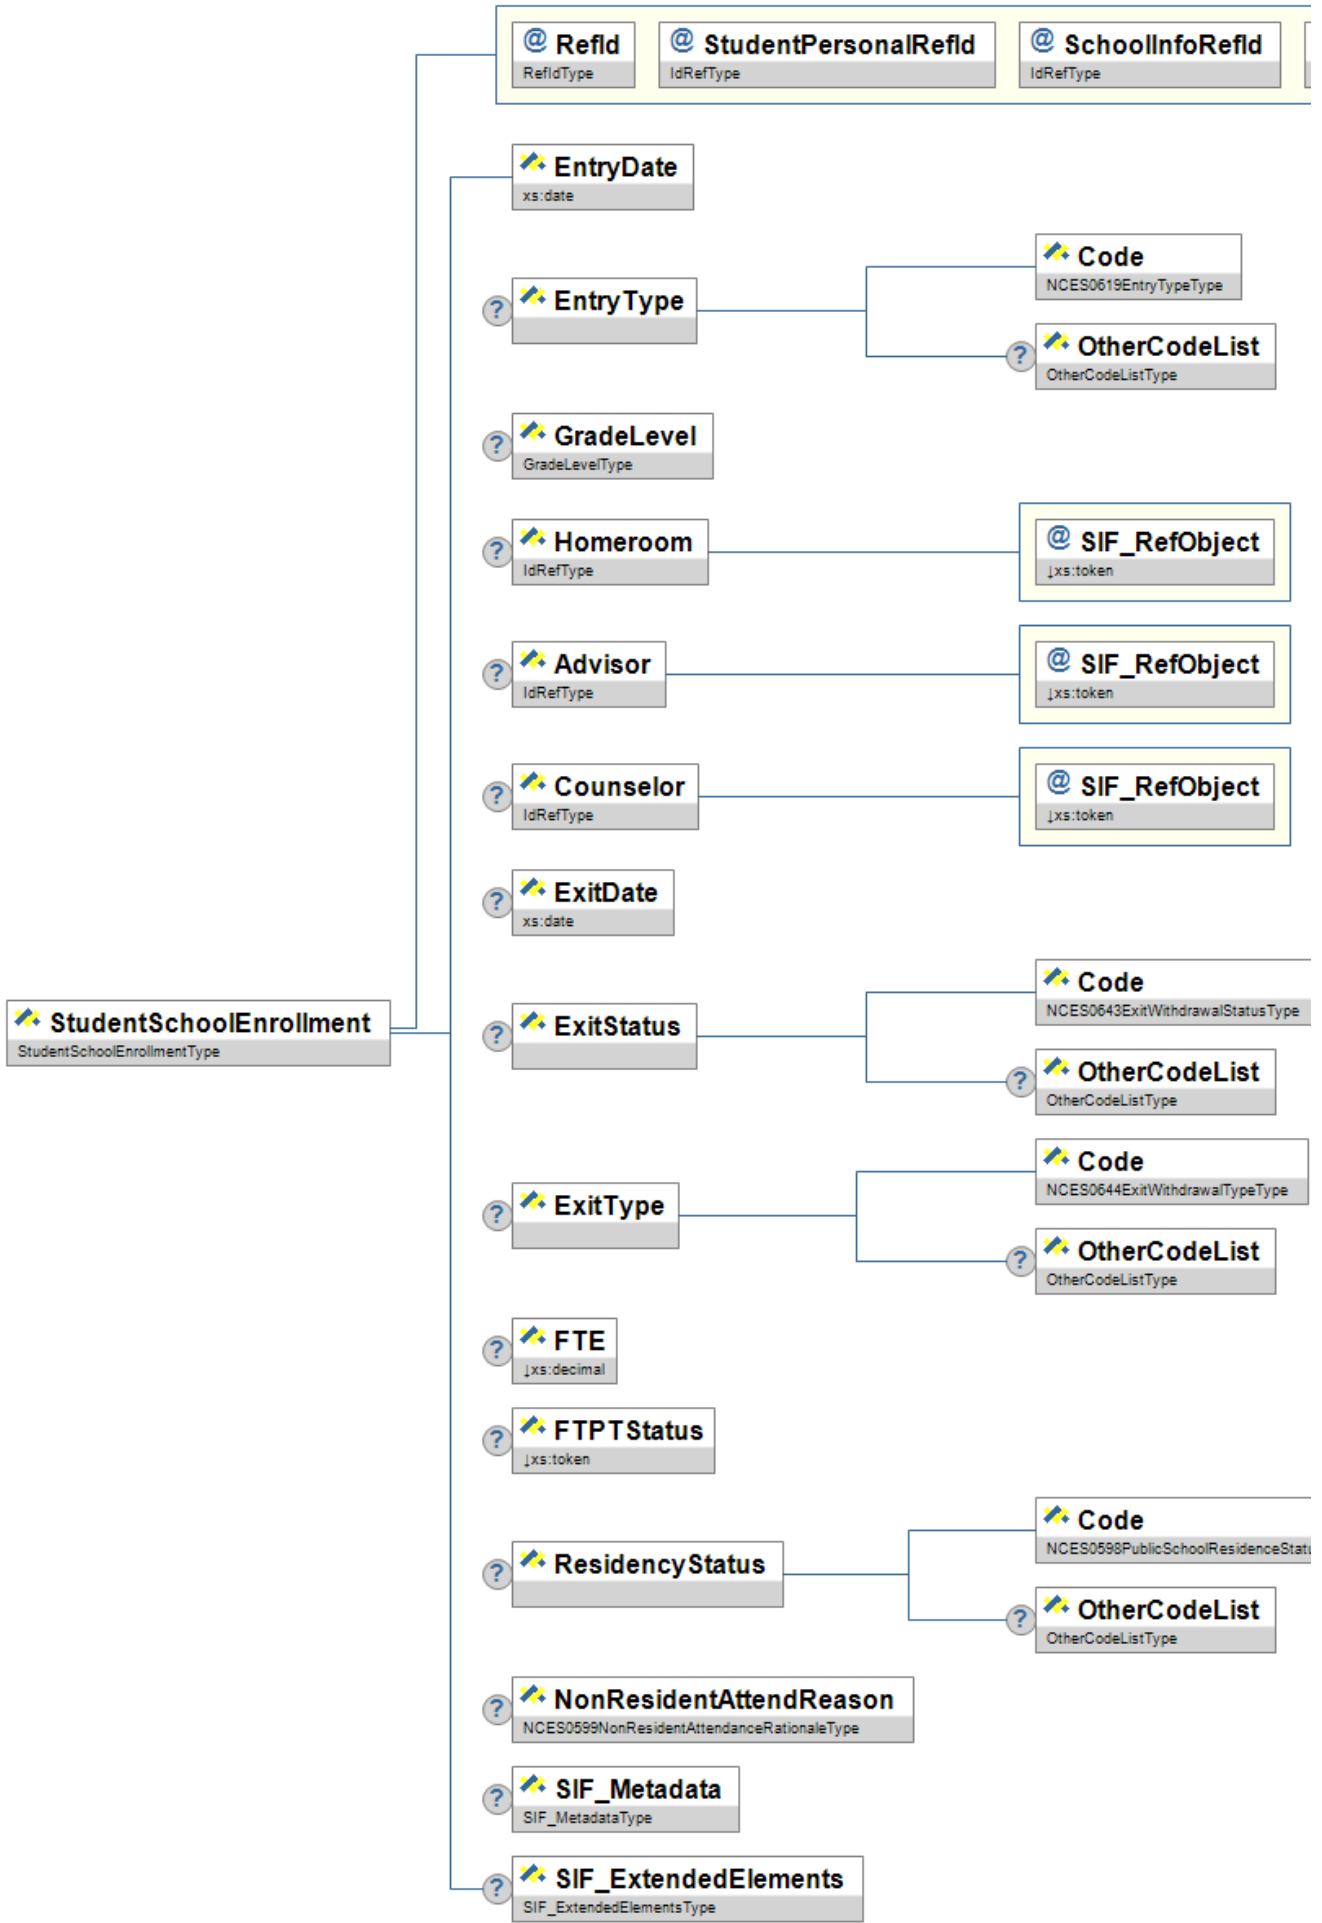 @ RefId @ StudentPersonalRefId @ SchoolInfoRefId
RefIdType IdRefType IdRefType
EntryDate
xs:date
Code
NCES0619EntryTypeType
? EntryType
? OtherCodeList
OtherCodeListType
? GradeLevel
GradeLevelType
? Homeroom @ SIF_RefObject
IdRefType ↓xs:token
? Advisor @ SIF_RefObject
IdRefType ↓xs:token
? Counselor @ SIF_RefObject
IdRefType ↓xs:token
? ExitDate
xs:date
Code
NCES0643ExitWithdrawalStatusType
StudentSchoolEnrollment ? ExitStatus
StudentSchoolEnrollmentType
? OtherCodeList
OtherCodeListType
Code
NCES0644ExitWithdrawalTypeType
? ExitType
? OtherCodeList
OtherCodeListType
? FTE
↓xs:decimal
? FTPTStatus
↓xs:token
Code
NCES0598PublicSchoolResidenceStatu
? ResidencyStatus
? OtherCodeList
OtherCodeListType
? NonResidentAttendReason
NCES0599NonResidentAttendanceRationaleType
? SIF_Metadata
SIF_MetadataType
? SIF_ExtendedElements
SIF_ExtendedElementsType